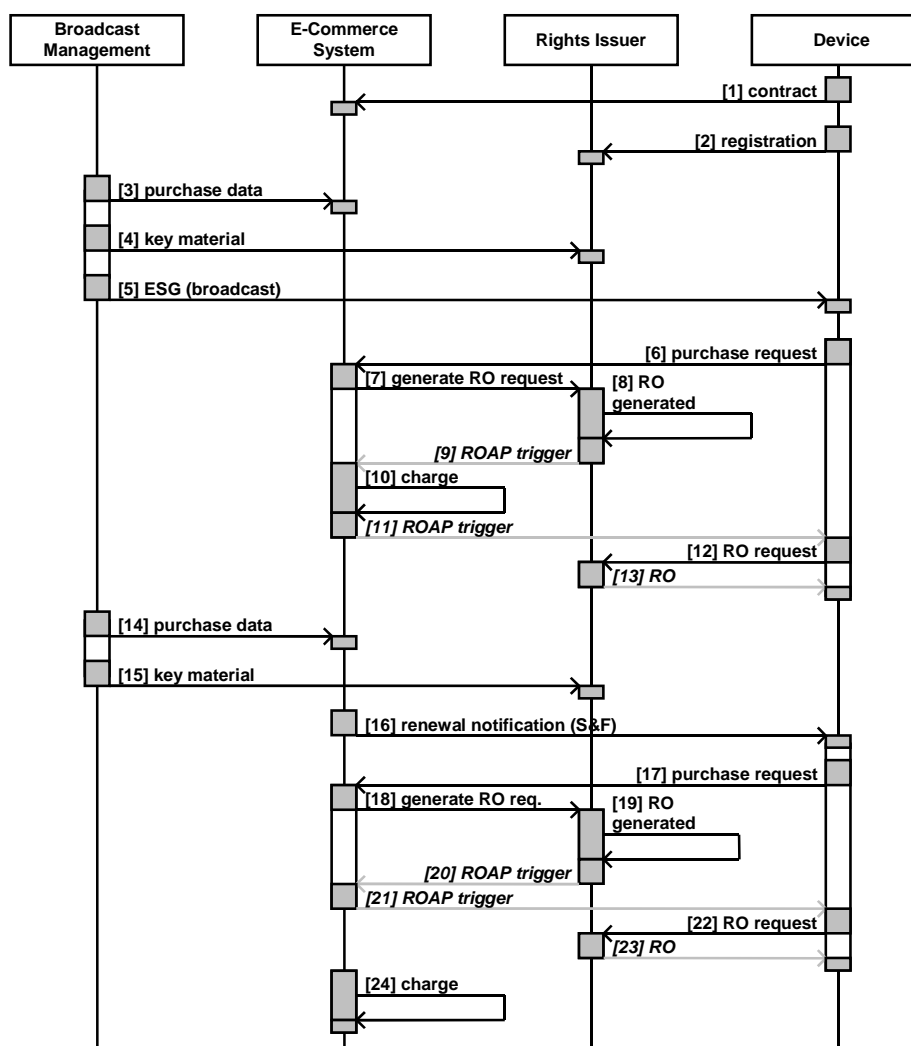 Broadcast
Management
E-Commerce
System
Rights Issuer
Device
[1] contract
[2] registration
[3] purchase data
[4] key material
[5] ESG (broadcast)
[6] purchase request
[7] generate RO request
[8] RO
generated
[9] ROAP trigger
[10] charge
[11] ROAP trigger
[12] RO request
[13] RO
[14] purchase data
[15] key material
[16] renewal notification (S&F)
[17] purchase request
[18] generate RO req.
[19] RO
generated
[20] ROAP trigger
[21] ROAP trigger
[22] RO request
[23] RO
[24] charge